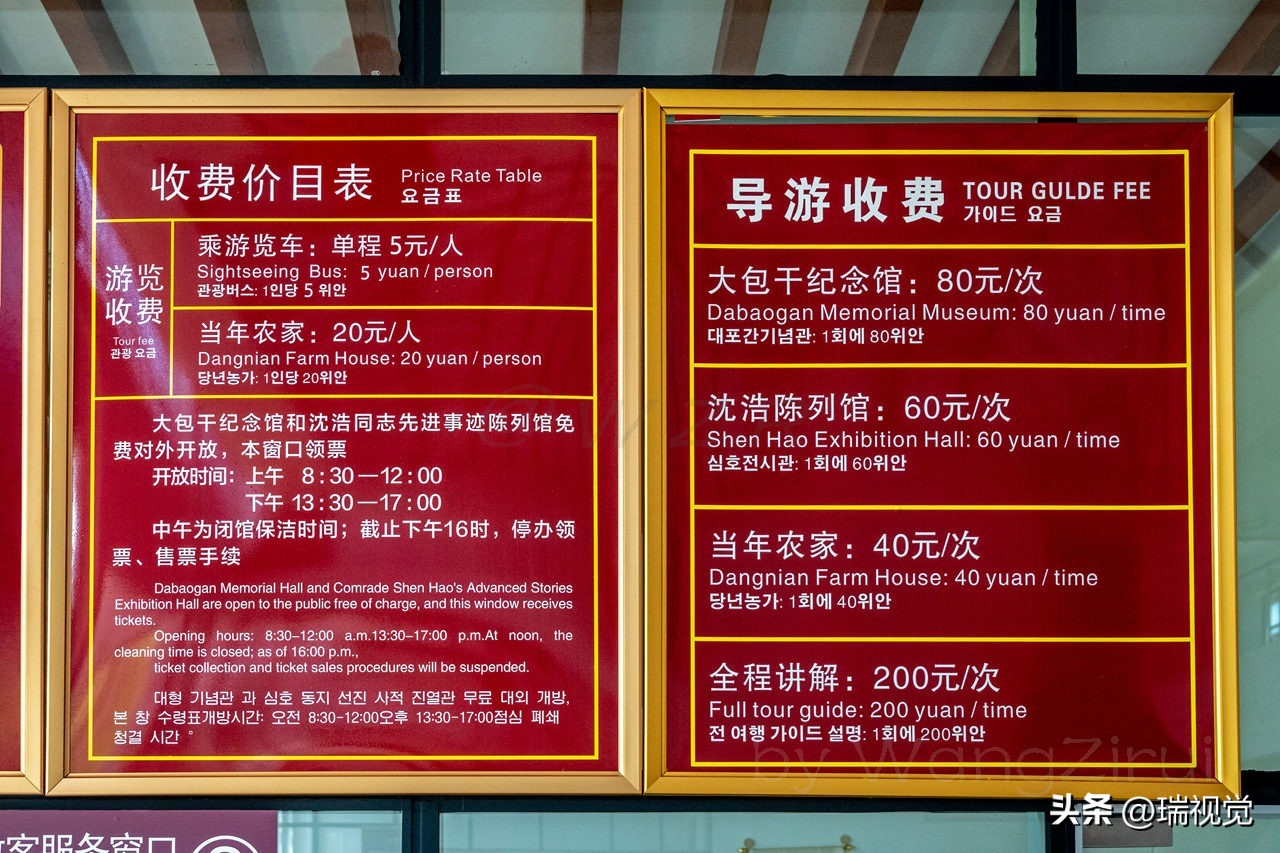 收费价目表
Price Rate Table
요금표
游览
收费
Tour fee
관광 요금
乘游览车：单程 5元/人
Sightseeing Bus: 5 yuan / person
관광버스: 1인당 5 위안
当年农家：20元/人
Dangnian Farm House: 20 yuan / person
당년농가: 1인당 20위안
大包干纪念馆和沈浩同志先进事迹陈列馆免
费对外开放，本窗口领票
开放时间：上午 8:30—12:00
下午 13:30—17:00
中午为闭馆保洁时间；截止下午16时，停办领
票、售票手续
Dabaogan Memorial Hall and Comrade Shen Hao's Advanced Stories
Exhibition Hall are open to the public free of charge, and this window receives
tickets.
Opening hours: 8:30–12:00 a.m.13:30–17:00 p.m.At noon, the
cleaning time is closed; as of 16:00 p.m.,
ticket collection and ticket sales procedures will be suspended.
대형 기념관 과 심호 동지 선진 사적 진열관 무료 대외 개방,
본 창 수령표개방시간: 오전 8:30-12:00오후 13:30-17:00점심 폐쇄
청결 시간 °
导游收费
TOUR GULDE FEE
가이드 요금
大包干纪念馆：80元/次
Dabaogan Memorial Museum: 80 yuan / time
대포간기념관: 1회에 80위안
沈浩陈列馆：60元/次
Shen Hao Exhibition Hall: 60 yuan / time
심호전시관: 1회에 60위안
当年农家：40元/次
Dangnian Farm House: 40 yuan / time
당년농가: 1회에 40위안
全程讲解：200元/次
Full tour guide: 200 yuan / time
전 여행 가이드 설명: 1회에 200위안
by WangZirui
头条 @瑞视觉
客服务窗口